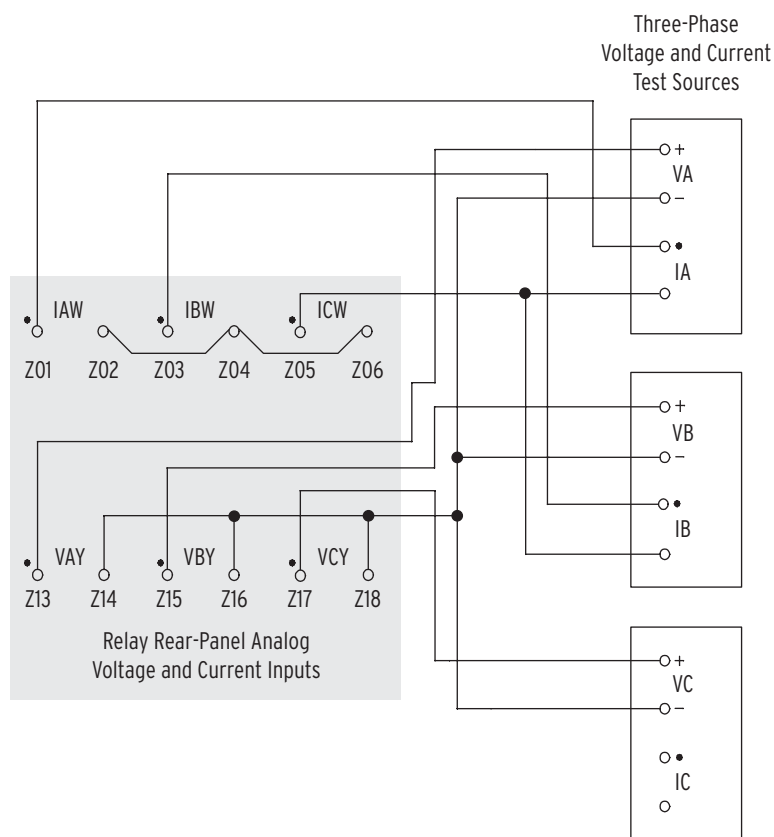 Three-Phase
Voltage and Current
Test Sources
+
VA
−
•
IA
• IAW • IBW • ICW
Z01 Z02 Z03 Z04 Z05 Z06
+
VB
−
•
IB
• VAY • VBY • VCY
Z13 Z14 Z15 Z16 Z17 Z18
Relay Rear-Panel Analog
Voltage and Current Inputs
+
VC
−
•
IC